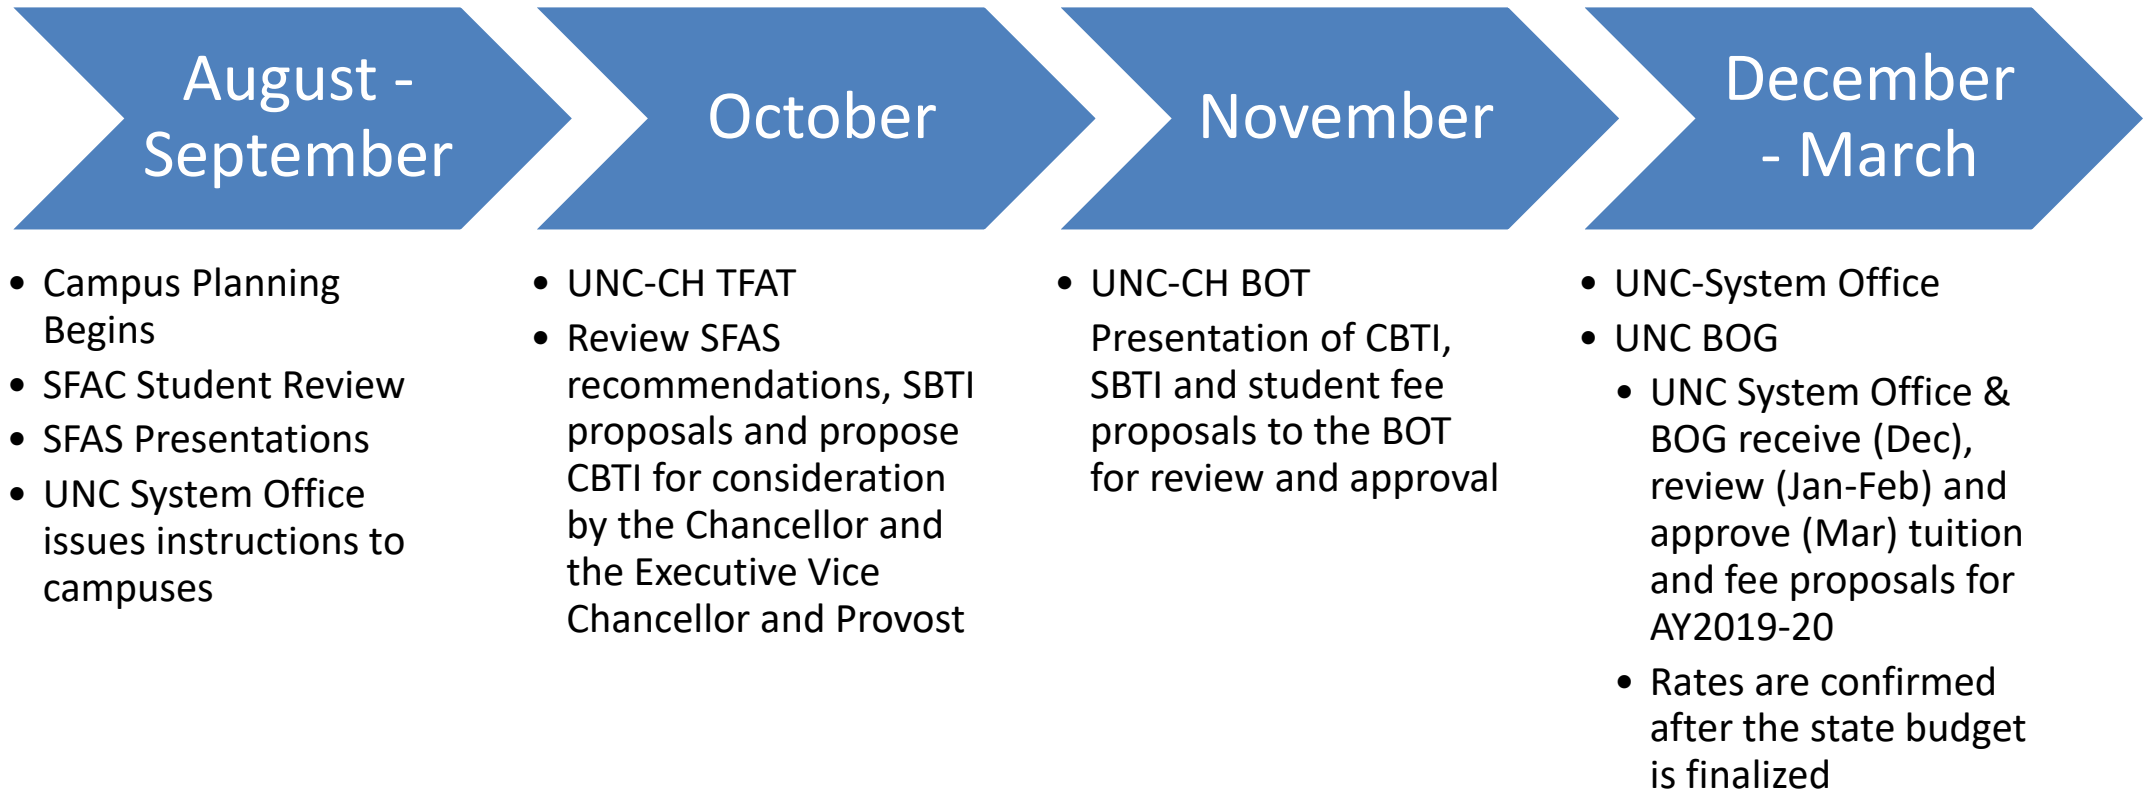 August -
September
• Campus Planning
Begins
• SFAC Student Review
• SFAS Presentations
• UNC System Office
issues instructions to
campuses
October
• UNC-CH TFAT
• Review SFAS
recommendations, SBTI
proposals and propose
CBTI for consideration
by the Chancellor and
the Executive Vice
Chancellor and Provost
November
• UNC-CH BOT
Presentation of CBTI,
SBTI and student fee
proposals to the BOT
for review and approval
December
- March
• UNC-System Office
• UNC BOG
• UNC System Office &
BOG receive (Dec),
review (Jan-Feb) and
approve (Mar) tuition
and fee proposals for
AY2019-20
• Rates are confirmed
after the state budget
is finalized